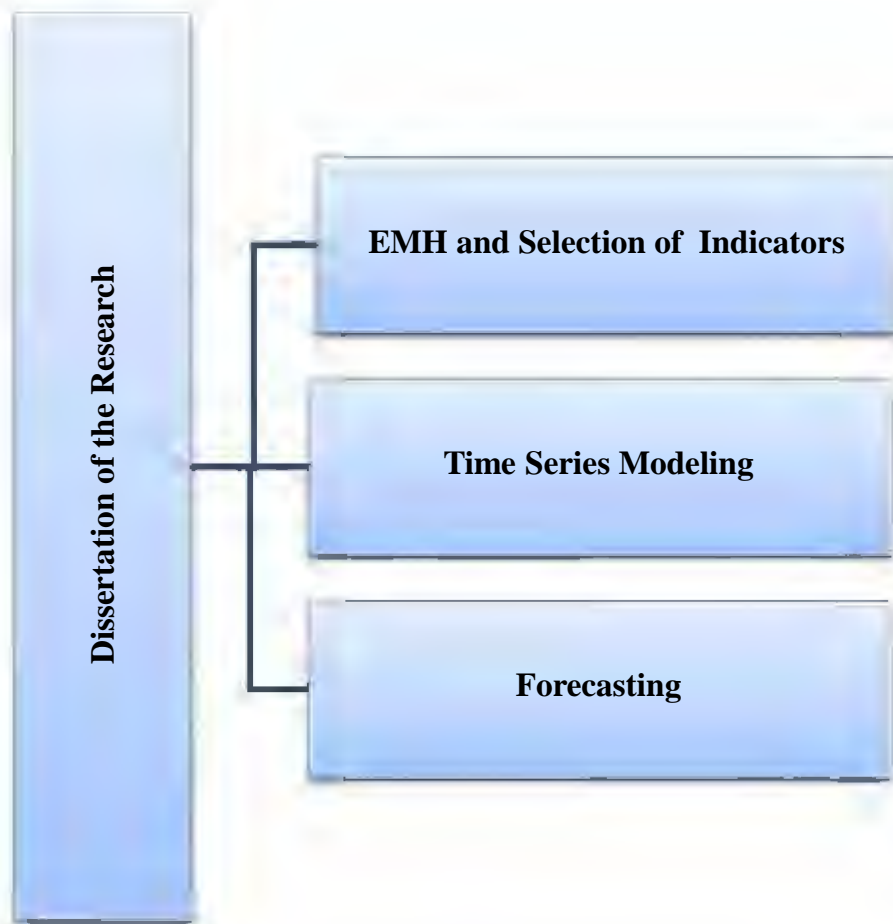 Dissertation of the Research
EMH and Selection of Indicators
Time Series Modeling
Forecasting